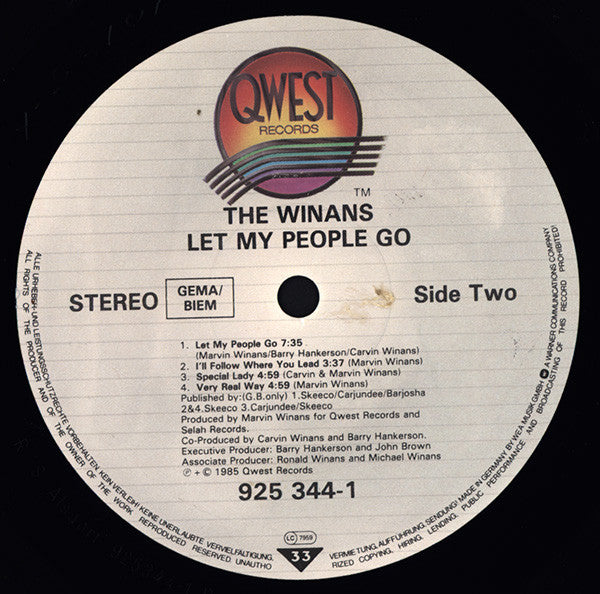 QWEST
RECORDS
TM
THE WINANS
LET MY PEOPLE GO
STEREO
GEMA/
BIEM
Side Two
1. Let My People Go 7:35
(Marvin Winans/Barry Hankerson/Carvin Winans)
2. I'll Follow Where You Lead 3:37 (Marvin Winans)
3. Special Lady 4:59 (Carvin & Marvin Winans)
4. Very Real Way 4:59 (Marvin Winans)
Published by:(G.B.only) 1.Skeeco/Carjundee/Barjosha
2&4.Skeeco 3.Carjundee/Skeeco
Produced by Marvin Winans for Qwest Records and
Selah Records.
Co-Produced by Carvin Winans and Barry Hankerson.
Executive Producer: Barry Hankerson and John Brown
Associate Producer: Ronald Winans and Michael Winans
℗ + © 1985 Qwest Records
925 344-1
LC 7959
33
ALLE URHEBER-UND LEISTUNGSSCHUTZRECHTE VORBEHALTEN. KEIN VERLEIH! KEINE UNERLAUBTE VERVIELFÄLTIGUNG,
VERMIETUNG, AUFFÜHRUNG, SENDUNG! MADE IN GERMANY BY WEA MUSIK GMBH A WARNER COMMUNICATIONS COMPANY
ALL RIGHTS OF THE PRODUCER AND OF THE OWNER OF THE WORK REPRODUCED RESERVED. UNAUTHO
RIZED COPYING, HIRING, LENDING, PUBLIC PERFORMANCE AND BROADCASTING OF THIS RECORD PROHIBITED!